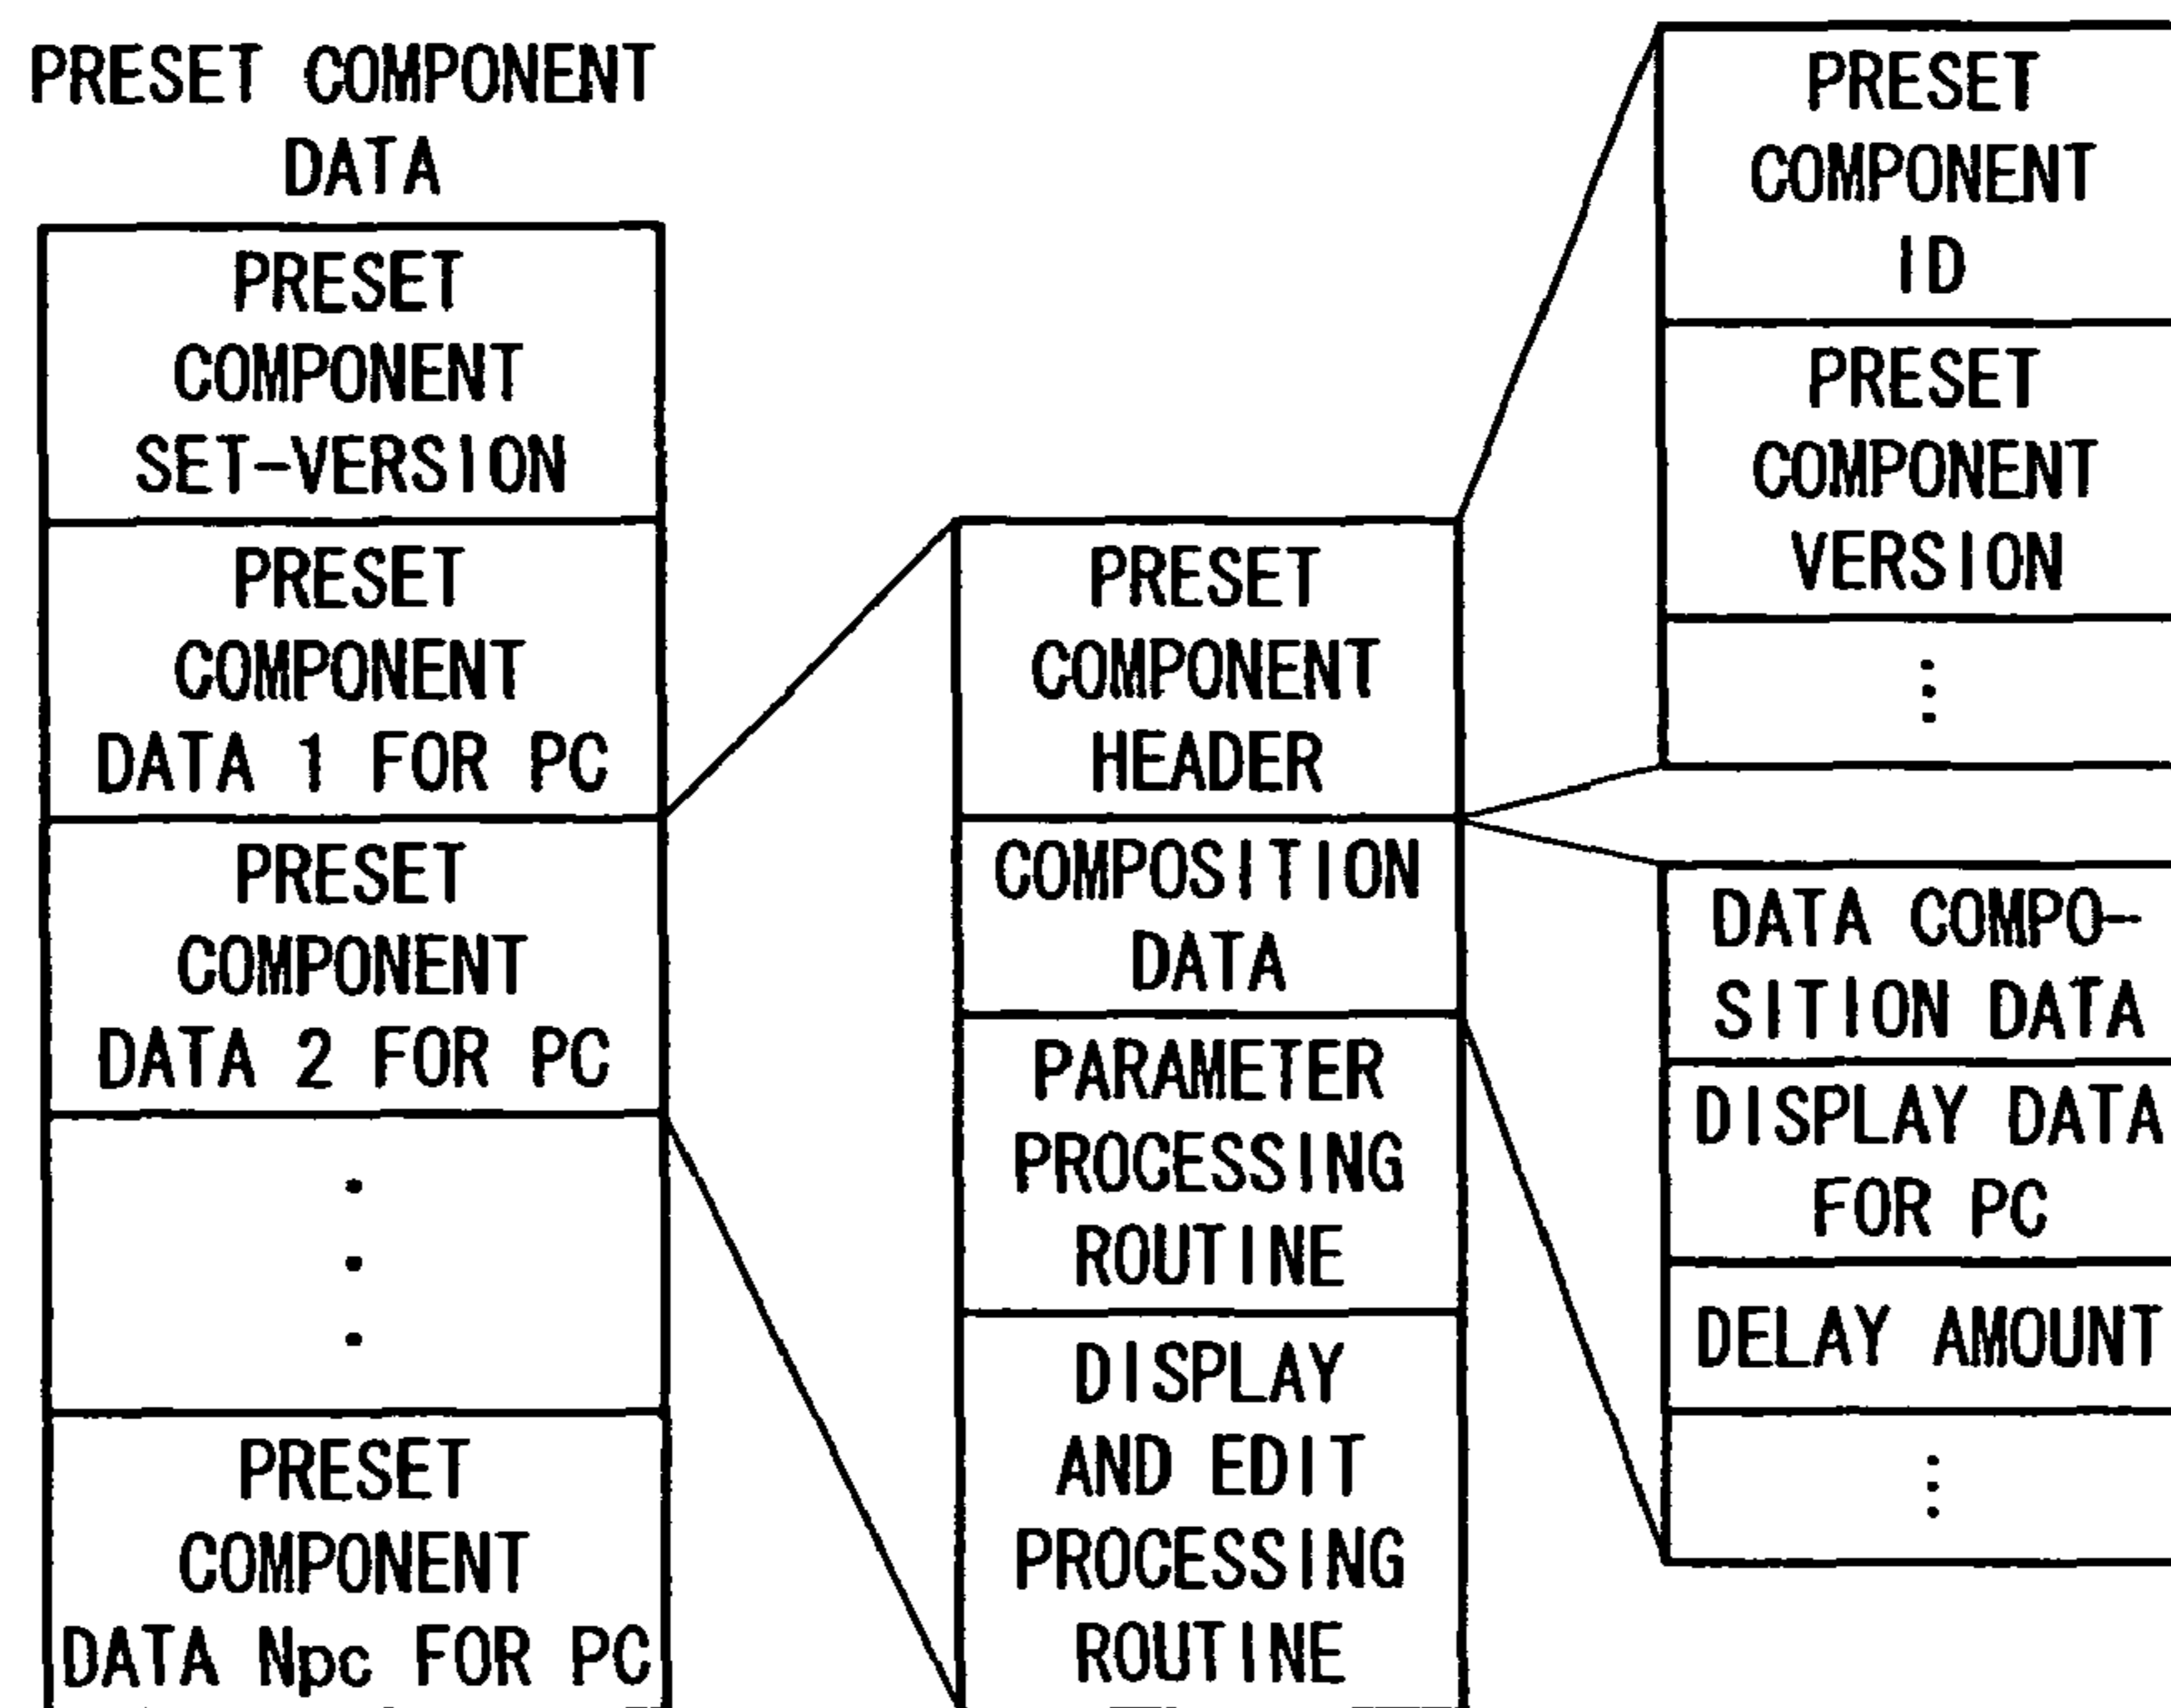 PRESET COMPONENT
DATA
PRESET
COMPONENT
SET-VERSION
PRESET
COMPONENT
DATA 1 FOR PC
PRESET
COMPONENT
DATA 2 FOR PC
PRESET
COMPONENT
DATA Npc FOR PC
PRESET
COMPONENT
HEADER
COMPOSITION
DATA
PARAMETER
PROCESSING
ROUTINE
DISPLAY
AND EDIT
PROCESSING
ROUTINE
PRESET
COMPONENT
ID
PRESET
COMPONENT
VERSION
DATA COMPO-
SITION DATA
DISPLAY DATA
FOR PC
DELAY AMOUNT